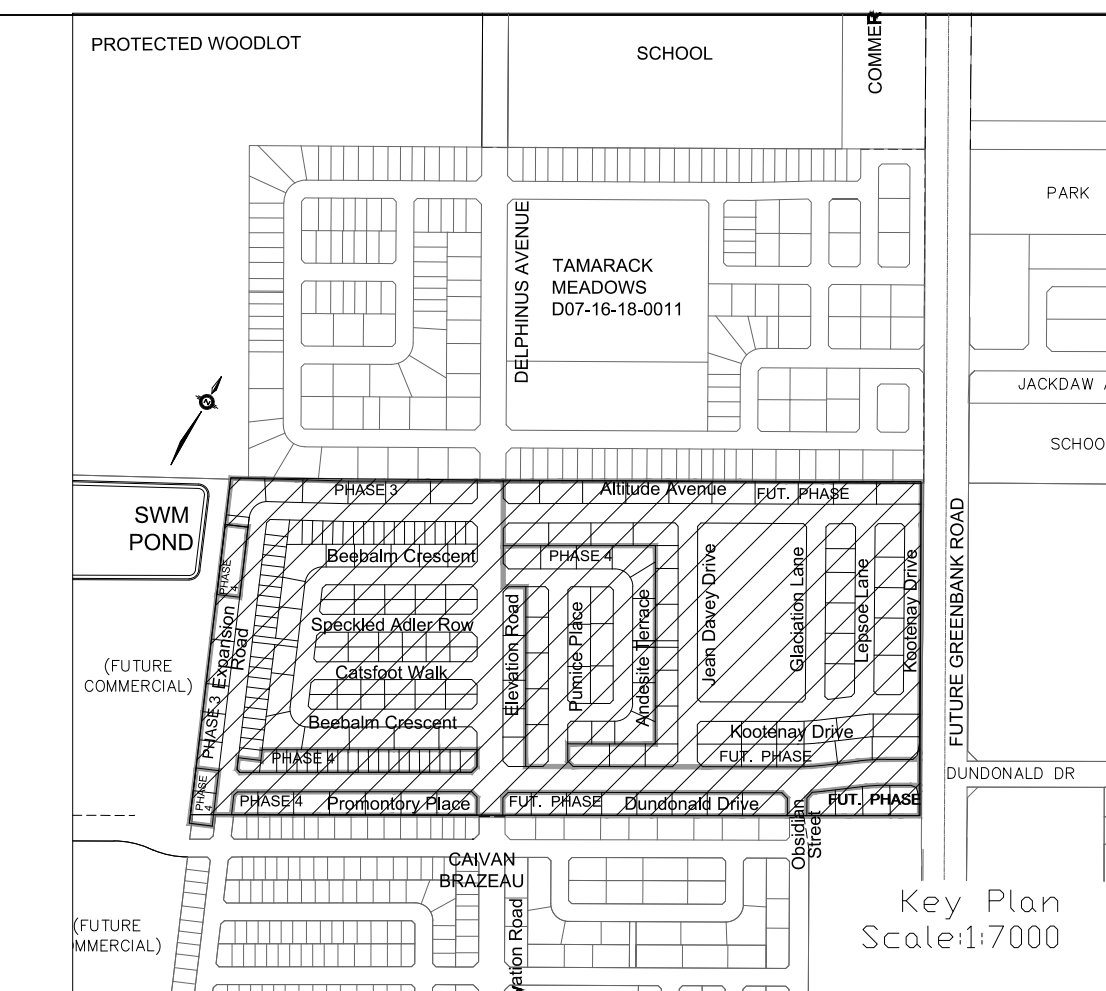 PROTECTED WOODLOT
SCHOOL
COMMER
PARK
DELPHINUS AVENUE
TAMARACK
MEADOWS
D07-16-18-0011
JACKDAW A
SCHOO
N
SWM
POND
PHASE 3
Altitude Avenue
FUT. PHASE
Beebalm Crescent
PHASE 4
PHASE 4
Speckled Adler Row
Catsfoot Walk
Beebalm Crescent
PHASE 4
Expansion
Road
PHASE 3
(FUTURE
COMMERCIAL)
Elevation Road
Pumice Place
Andesite Terrace
Jean Davey Drive
Glaciation Lane
Lepsoe Lane
Kootenay Drive
FUTURE GREENBANK ROAD
Kootenay Drive
FUT. PHASE
DUNDONALD DR
PHASE 4
PHASE 4
Promontory Place
FUT. PHASE
Dundonald Drive
Obsidian
Street
FUT. PHASE
CAIVAN
BRAZEAU
vation Road
(FUTURE
MMERCIAL)
Key Plan
Scale:1:7000